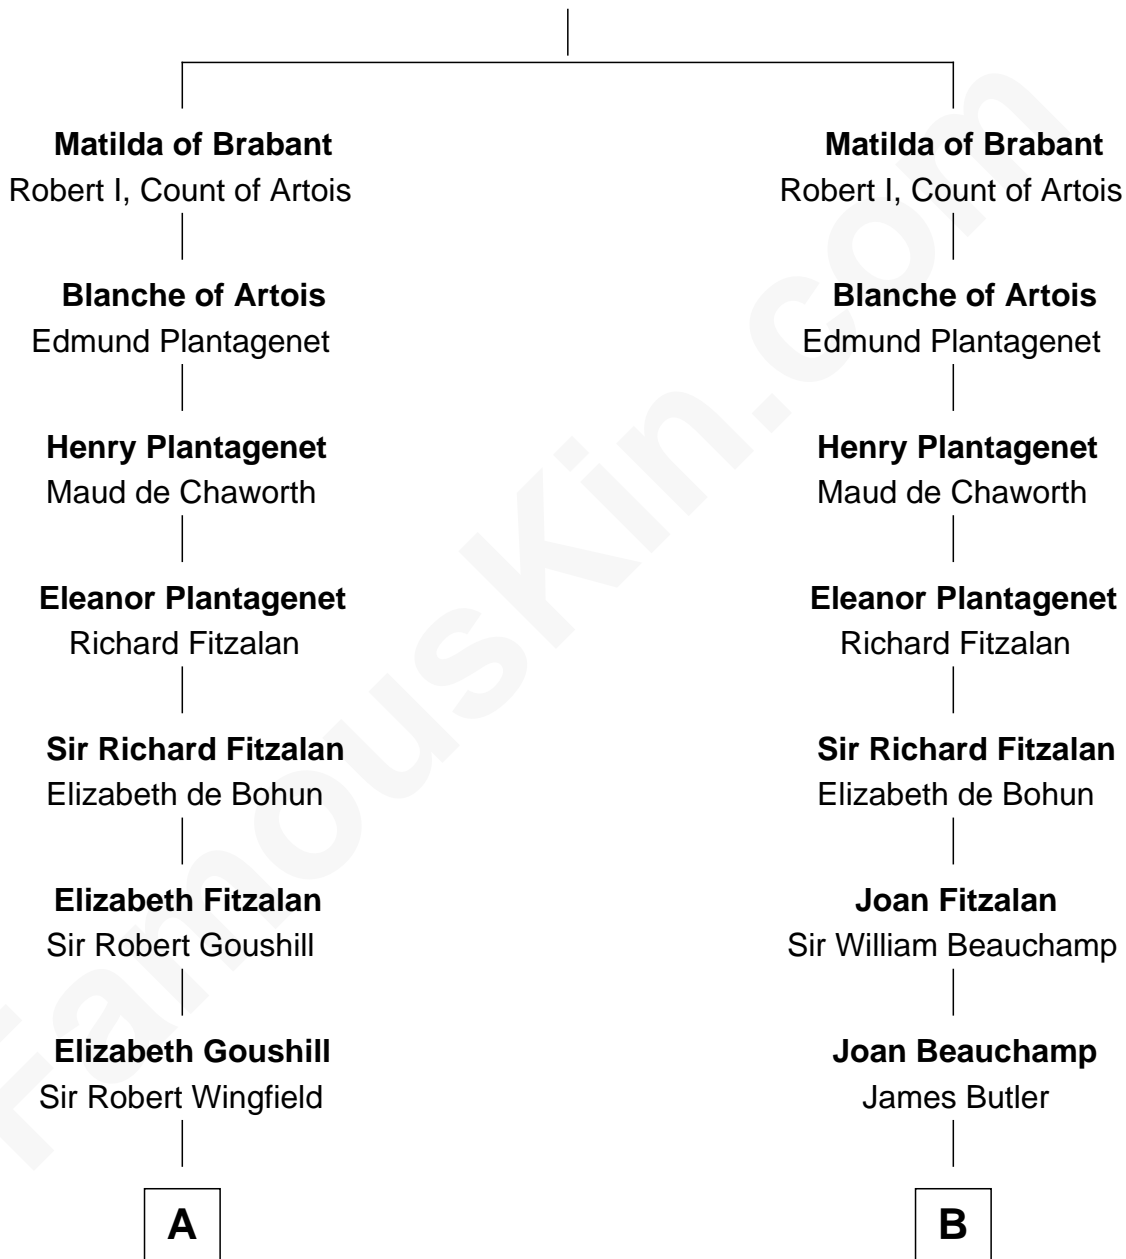 Matilda of Brabant
Robert I, Count of Artois
Blanche of Artois
Edmund Plantagenet
Henry Plantagenet
Maud de Chaworth
Eleanor Plantagenet
Richard Fitzalan
Sir Richard Fitzalan
Elizabeth de Bohun
Elizabeth Fitzalan
Sir Robert Goushill
Elizabeth Goushill
Sir Robert Wingfield
A
Matilda of Brabant
Robert I, Count of Artois
Blanche of Artois
Edmund Plantagenet
Henry Plantagenet
Maud de Chaworth
Eleanor Plantagenet
Richard Fitzalan
Sir Richard Fitzalan
Elizabeth de Bohun
Joan Fitzalan
Sir William Beauchamp
Joan Beauchamp
James Butler
B
FamousKin.com